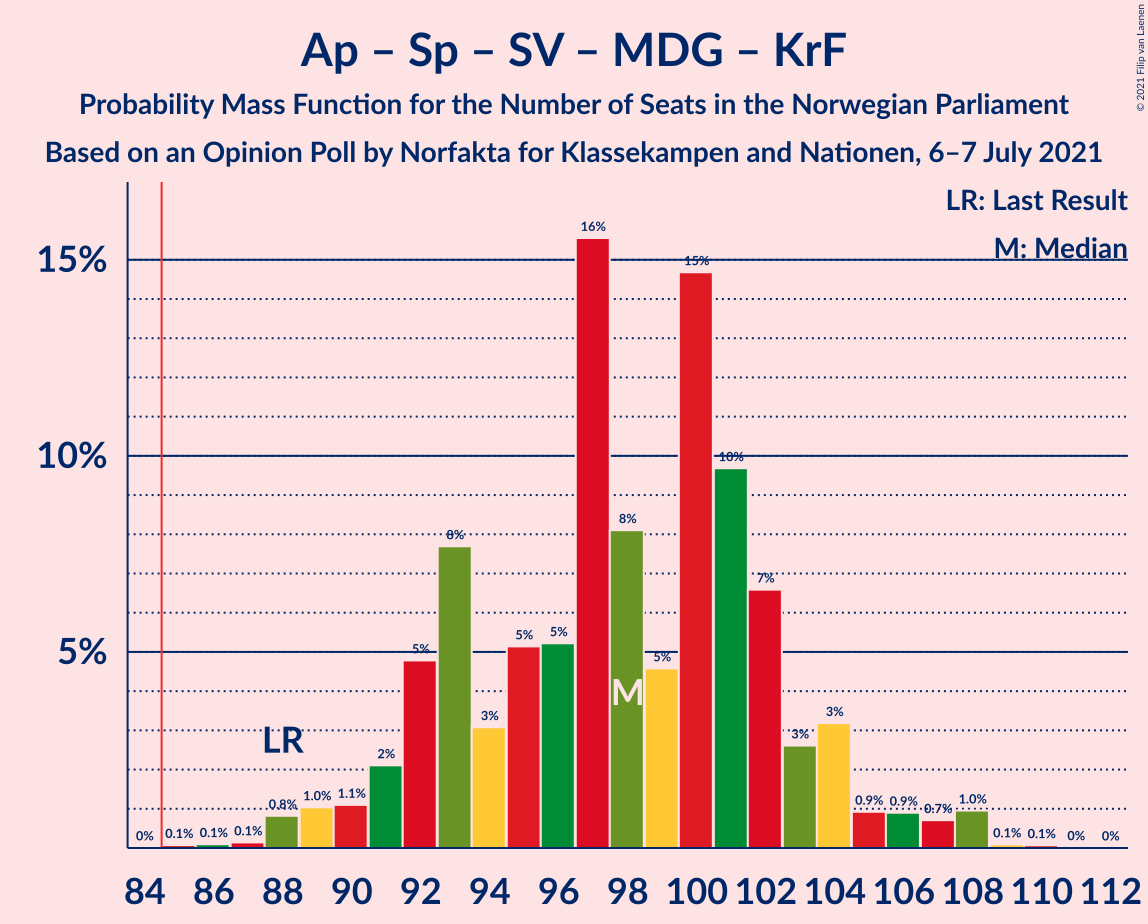 Ap – Sp – SV – MDG – KrF
Probability Mass Function for the Number of Seats in the Norwegian Parliament
Based on an Opinion Poll by Norfakta for Klassekampen and Nationen, 6–7 July 2021
© 2021 Filip van Laenen
LR: Last Result
M: Median
15%
10%
5%
0% 0.1% 0.1% 0.1% 0.8% 1.0% 1.1% 2% 5% 8% 3% 5% 5% 16% 8% 5% 15% 10% 7% 3% 3% 0.9% 0.9% 0.7% 1.0% 0.1% 0.1% 0% 0%
LR
M
84 86 88 90 92 94 96 98 100 102 104 106 108 110 112